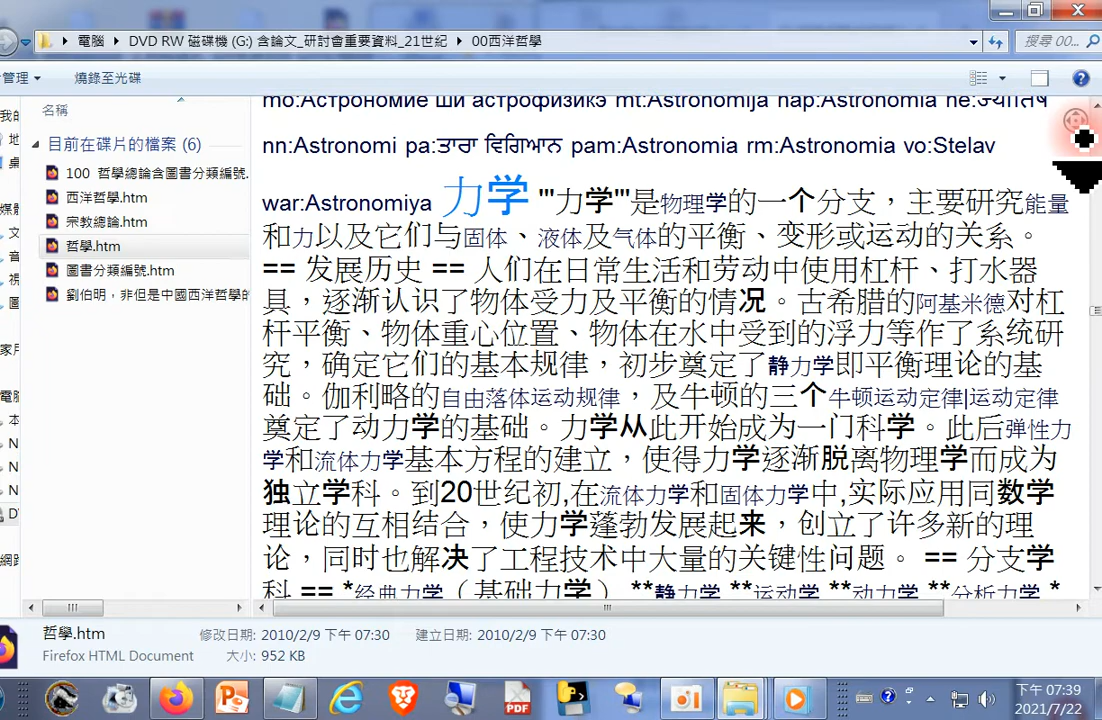 電腦 ▸ DVD RW 磁碟機 (G:) 含論文_研討會重要資料_21世紀 ▸ 00西洋哲學
搜尋 00...
管理
燒錄至光碟
名稱
目前在碟片的檔案 (6)
100 哲學總論含圖書分類編號.
西洋哲學.htm
宗教總論.htm
哲學.htm
圖書分類編號.htm
劉伯明，非但是中國西洋哲學的
mo:Астрономие ши астрофизикэ mt:Astronomija nap:Astronomia ne:ज्योतिष
nn:Astronomi pa:ਤਾਰਾ ਵਿਗਿਆਨ pam:Astronomia rm:Astronomia vo:Stelav
war:Astronomiya 力学 '''力学'''是物理学的一个分支，主要研究能量
和力以及它们与固体、液体及气体的平衡、变形或运动的关系。
== 发展历史 == 人们在日常生活和劳动中使用杠杆、打水器
具，逐渐认识了物体受力及平衡的情况。古希腊的阿基米德对杠
杆平衡、物体重心位置、物体在水中受到的浮力等作了系统研
究，确定它们的基本规律，初步奠定了静力学即平衡理论的基
础。伽利略的自由落体运动规律，及牛顿的三个牛顿运动定律|运动定律
奠定了动力学的基础。力学从此开始成为一门科学。此后弹性力
学和流体力学基本方程的建立，使得力学逐渐脱离物理学而成为
独立学科。到20世纪初,在流体力学和固体力学中,实际应用同数学
理论的互相结合，使力学蓬勃发展起来，创立了许多新的理
论，同时也解决了工程技术中大量的关键性问题。 == 分支学
科 == *经典力学（基础力学） **静力学 **运动学 **动力学 **分析力学 *
哲學.htm
修改日期: 2010/2/9 下午 07:30
建立日期: 2010/2/9 下午 07:30
Firefox HTML Document
大小: 952 KB
下午 07:39
2021/7/22